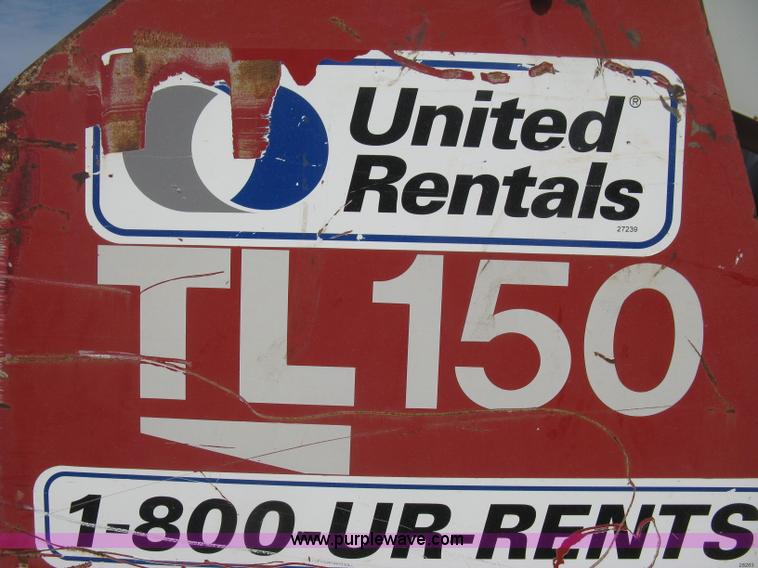 United®
Rentals
27239
TL150
1-800-UR-RENTS
www.purplewave.com